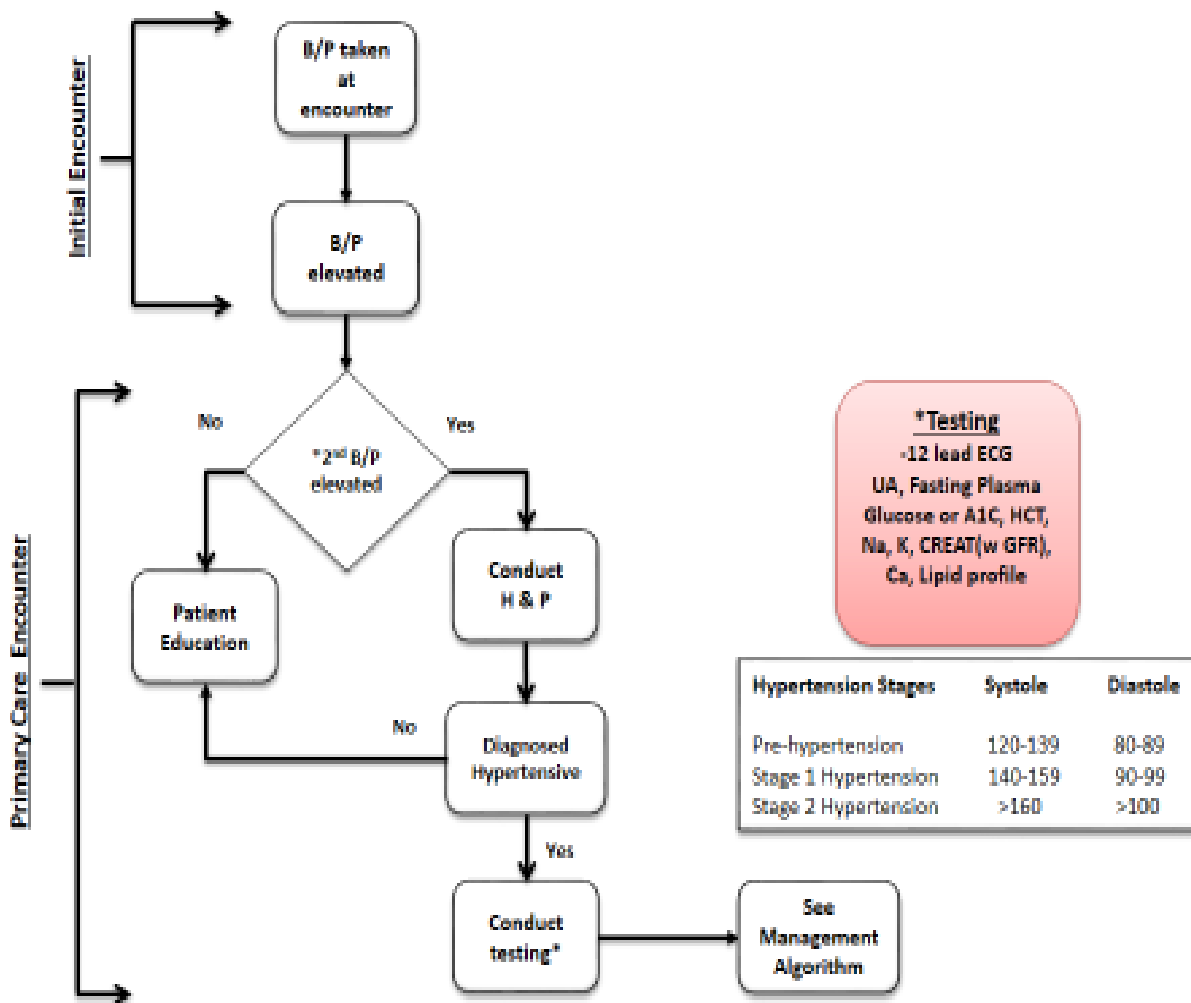 Initial Encounter
B/P taken
at
encounter
B/P
elevated
Primary Care Encounter
No
Yes
*2nd B/P
elevated
Patient
Education
Conduct
H & P
No
Diagnosed
Hypertensive
Yes
Conduct
testing*
See
Management
Algorithm
*Testing
-12 lead ECG
UA, Fasting Plasma
Glucose or A1C, HCT,
Na, K, CREAT(w GFR),
Ca, Lipid profile
Hypertension Stages Systole Diastole
Pre-hypertension 120-139 80-89
Stage 1 Hypertension 140-159 90-99
Stage 2 Hypertension >160 >100